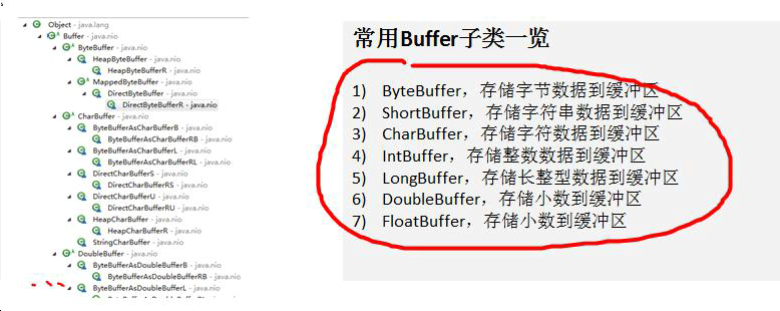 Object - java.lang
Buffer - java.nio
ByteBuffer - java.nio
HeapByteBuffer - java.nio
HeapByteBufferR - java.nio
MappedByteBuffer - java.nio
DirectByteBuffer - java.nio
DirectByteBufferR - java.nio
CharBuffer - java.nio
ByteBufferAsCharBufferB - java.nio
ByteBufferAsCharBufferRB - java.nio
ByteBufferAsCharBufferL - java.nio
ByteBufferAsCharBufferRL - java.nio
DirectCharBufferS - java.nio
DirectCharBufferRS - java.nio
DirectCharBufferU - java.nio
DirectCharBufferRU - java.nio
HeapCharBuffer - java.nio
HeapCharBufferR - java.nio
StringCharBuffer - java.nio
DoubleBuffer - java.nio
ByteBufferAsDoubleBufferB - java.nio
ByteBufferAsDoubleBufferRB - java.nio
ByteBufferAsDoubleBufferL - java.nio
常用Buffer子类一览
1) ByteBuffer，存储字节数据到缓冲区
2) ShortBuffer，存储字符串数据到缓冲区
3) CharBuffer，存储字符数据到缓冲区
4) IntBuffer，存储整数数据到缓冲区
5) LongBuffer，存储长整型数据到缓冲区
6) DoubleBuffer，存储小数到缓冲区
7) FloatBuffer，存储小数到缓冲区